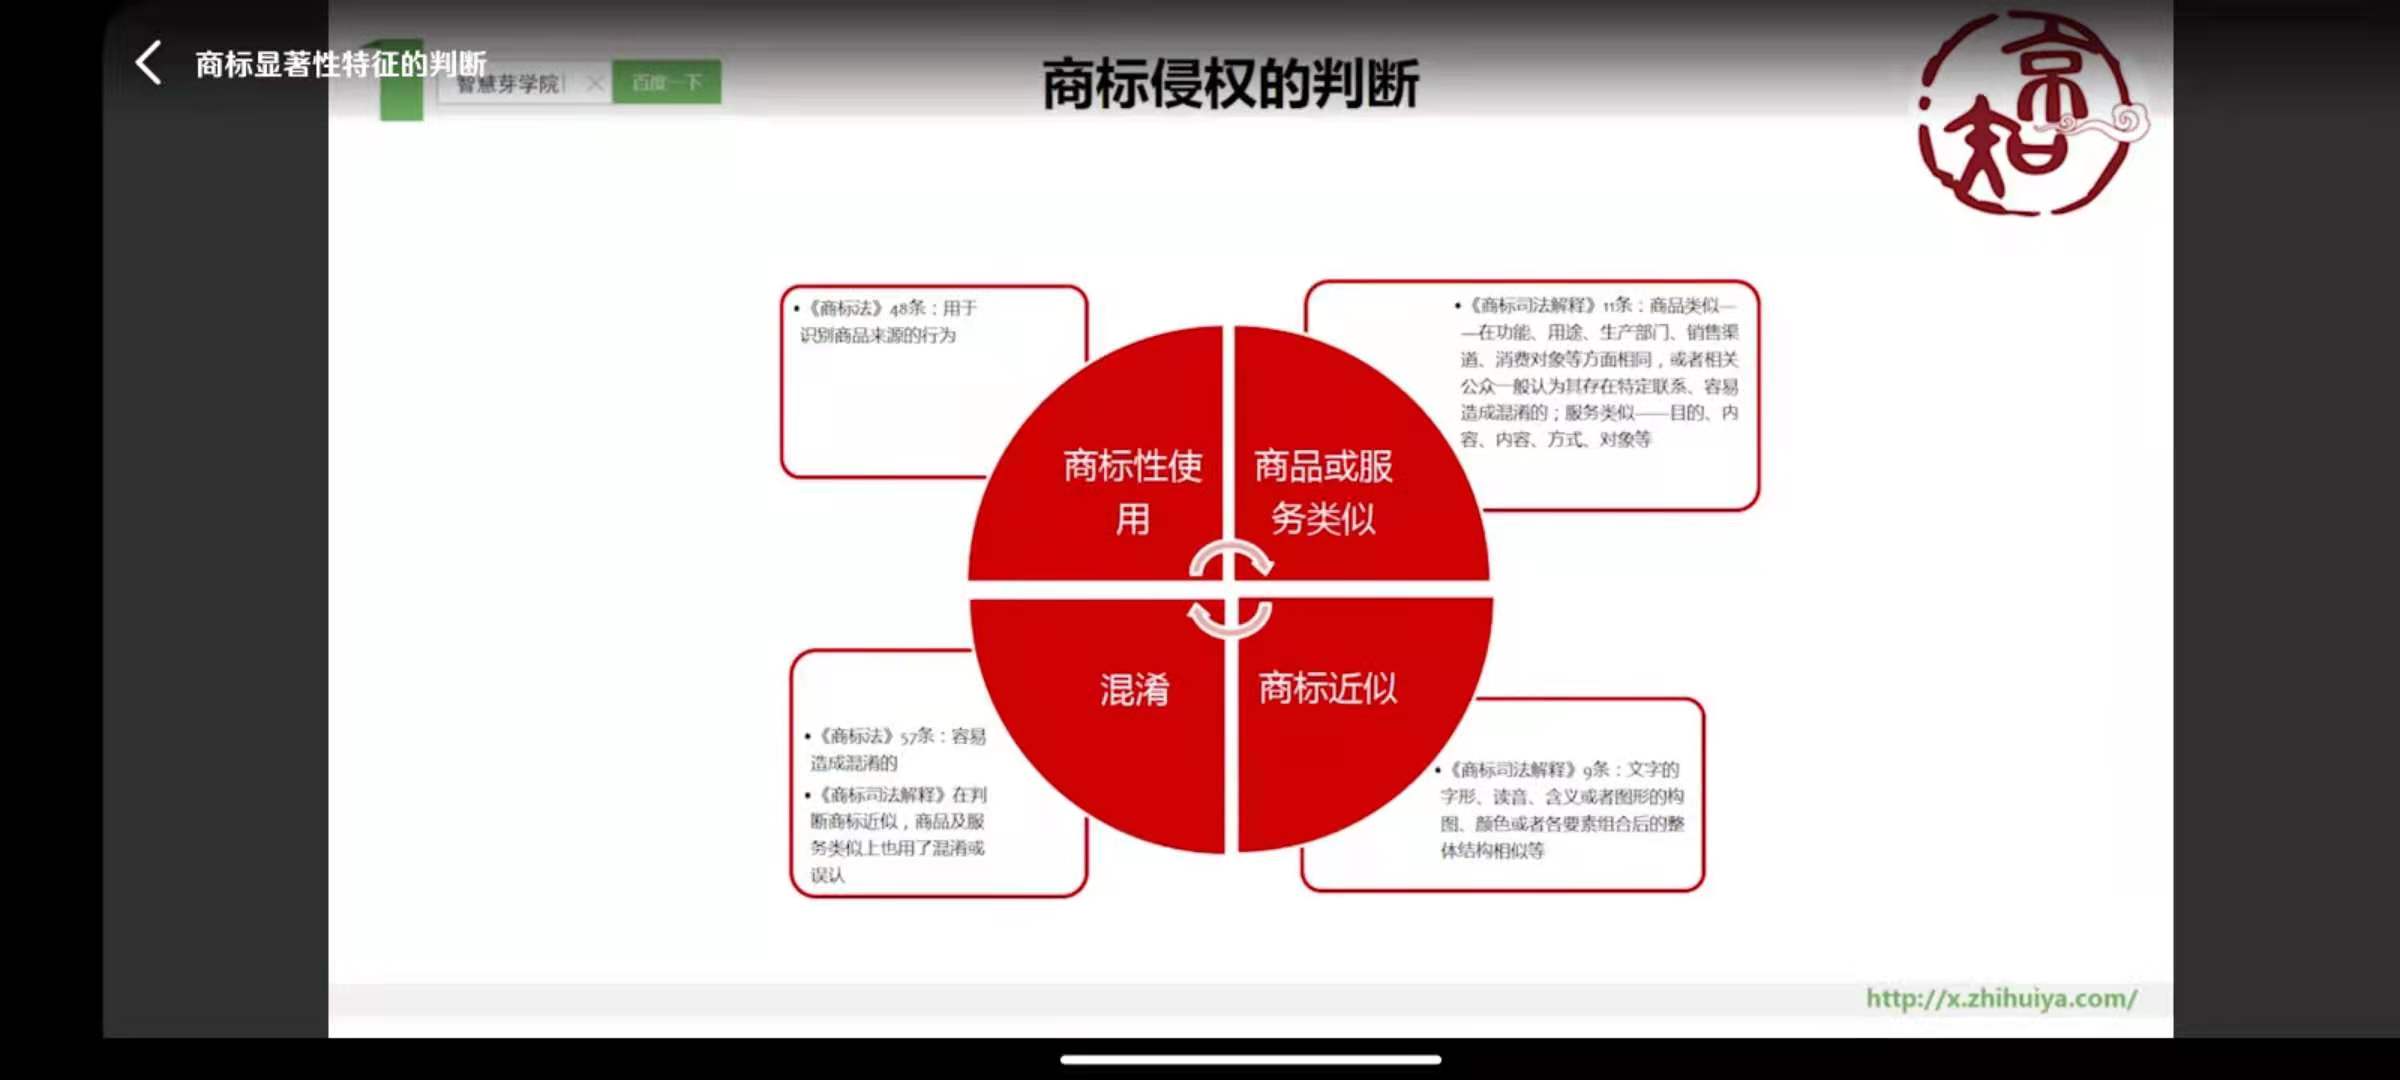 商标显著性特征的判断
智慧芽学院
百度一下
商标侵权的判断
京
知
•《商标法》48条：用于
识别商品来源的行为
•《商标司法解释》11条：商品类似—
—在功能、用途、生产部门、销售渠
道、消费对象等方面相同，或者相关
公众一般认为其存在特定联系、容易
造成混淆的；服务类似——目的、内
容、内容、方式、对象等
商标性使
用
商品或服
务类似
混淆
商标近似
•《商标法》57条：容易
造成混淆的
•《商标司法解释》在判
断商标近似，商品及服
务类似上也用了混淆或
误认
•《商标司法解释》9条：文字的
字形、读音、含义或者图形的构
图、颜色或者各要素组合后的整
体结构相似等
http://x.zhihuiya.com/